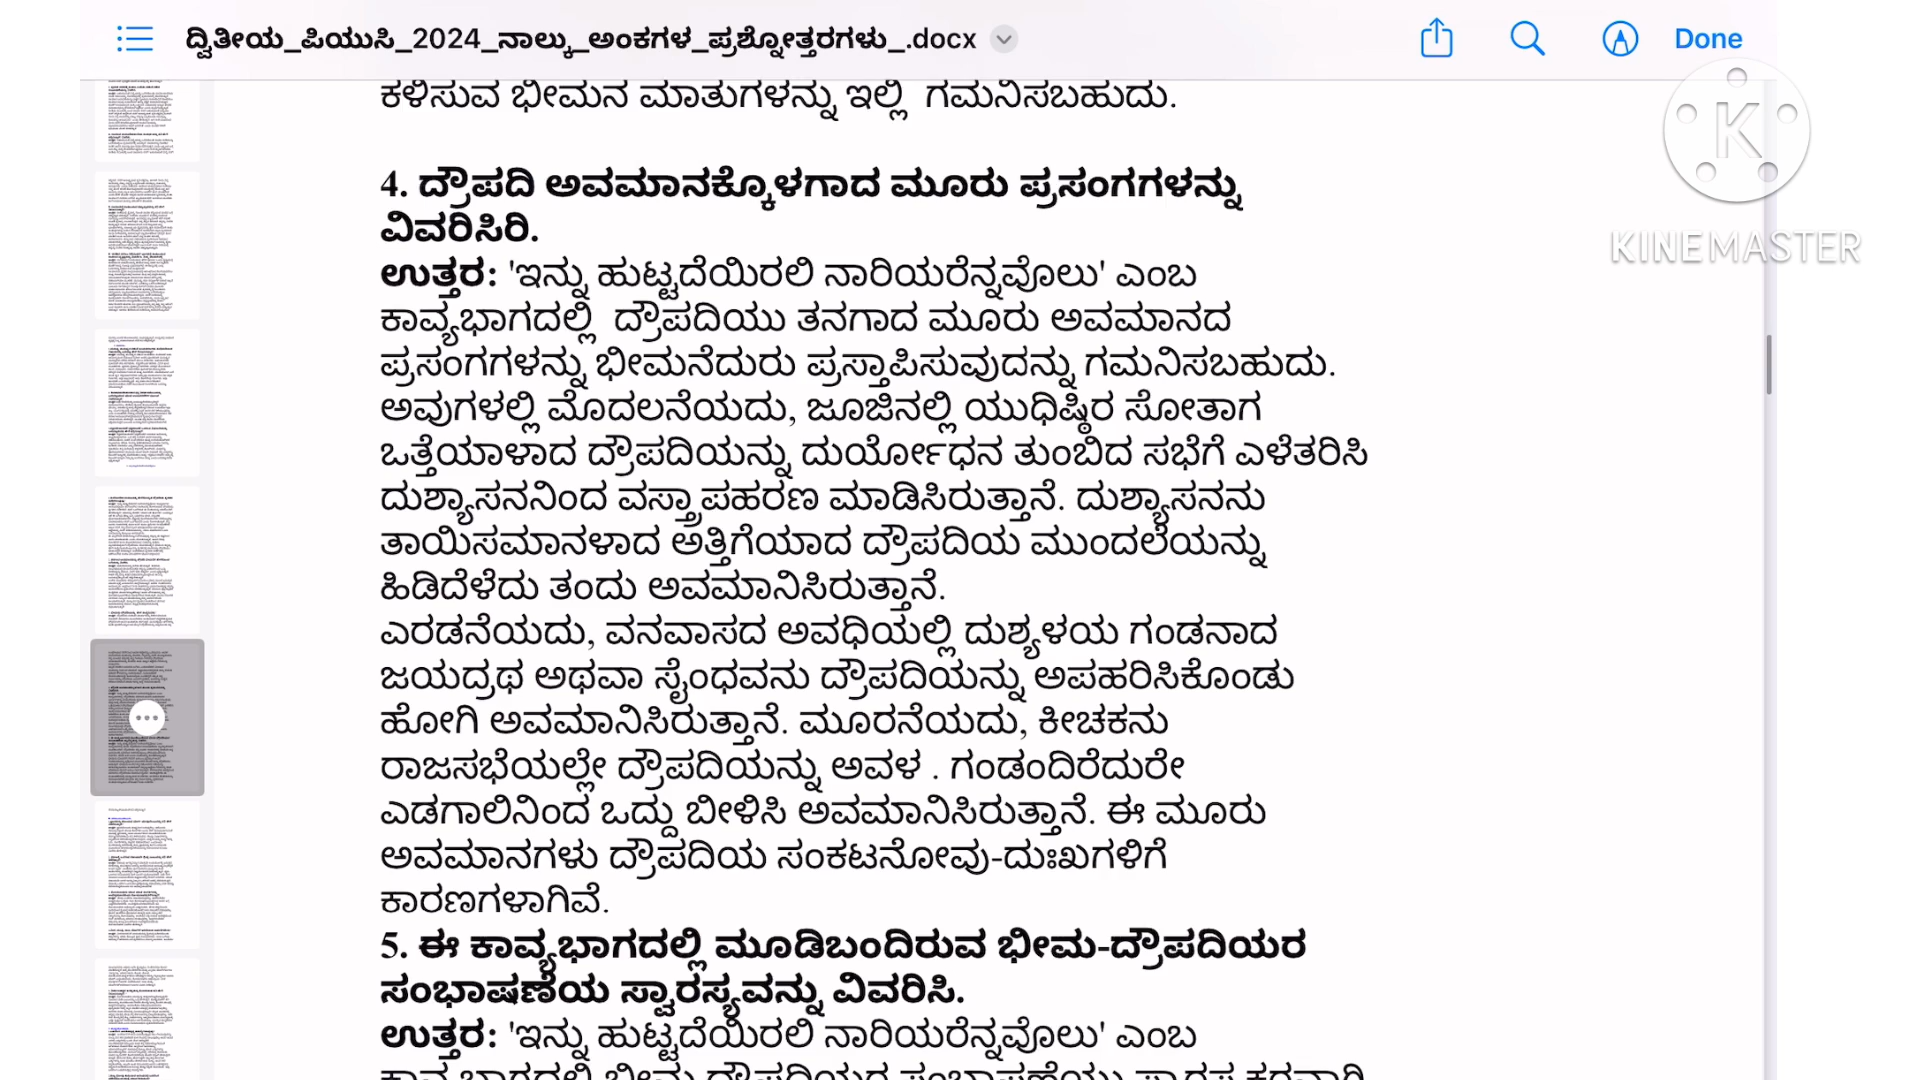 ದ್ವಿತೀಯ_ಪಿಯುಸಿ_2024_ನಾಲ್ಕು_ಅಂಕಗಳ_ಪ್ರಶ್ನೋತ್ತರಗಳು_.docx
Done
K
KINEMASTER
ಕಳಿಸುವ ಭೀಮನ ಮಾತುಗಳನ್ನು ಇಲ್ಲಿ ಗಮನಿಸಬಹುದು.
4. ದ್ರೌಪದಿ ಅವಮಾನಕ್ಕೊಳಗಾದ ಮೂರು ಪ್ರಸಂಗಗಳನ್ನು
ವಿವರಿಸಿರಿ.
ಉತ್ತರ: 'ಇನ್ನು ಹುಟ್ಟದೆಯಿರಲಿ ನಾರಿಯರೆನ್ನವೊಲು' ಎಂಬ
ಕಾವ್ಯಭಾಗದಲ್ಲಿ ದ್ರೌಪದಿಯು ತನಗಾದ ಮೂರು ಅವಮಾನದ
ಪ್ರಸಂಗಗಳನ್ನು ಭೀಮನೆದುರು ಪ್ರಸ್ತಾಪಿಸುವುದನ್ನು ಗಮನಿಸಬಹುದು.
ಅವುಗಳಲ್ಲಿ ಮೊದಲನೆಯದು, ಜೂಜಿನಲ್ಲಿ ಯುಧಿಷ್ಠಿರ ಸೋತಾಗ
ಒತ್ತೆಯಾಳಾದ ದ್ರೌಪದಿಯನ್ನು ದುರ್ಯೋಧನ ತುಂಬಿದ ಸಭೆಗೆ ಎಳೆತರಿಸಿ
ದುಶ್ಯಾಸನನಿಂದ ವಸ್ತ್ರಾಪಹರಣ ಮಾಡಿಸಿರುತ್ತಾನೆ. ದುಶ್ಯಾಸನನು
ತಾಯಿಸಮಾನಳಾದ ಅತ್ತಿಗೆಯಾದ ದ್ರೌಪದಿಯ ಮುಂದಲೆಯನ್ನು
ಹಿಡಿದೆಳೆದು ತಂದು ಅವಮಾನಿಸಿರುತ್ತಾನೆ.
ಎರಡನೆಯದು, ವನವಾಸದ ಅವಧಿಯಲ್ಲಿ ದುಶ್ಯಳಯ ಗಂಡನಾದ
ಜಯದ್ರಥ ಅಥವಾ ಸೈಂಧವನು ದ್ರೌಪದಿಯನ್ನು ಅಪಹರಿಸಿಕೊಂಡು
ಹೋಗಿ ಅವಮಾನಿಸಿರುತ್ತಾನೆ. ಮೂರನೆಯದು, ಕೀಚಕನು
ರಾಜಸಭೆಯಲ್ಲೇ ದ್ರೌಪದಿಯನ್ನು ಅವಳ . ಗಂಡಂದಿರೆದುರೇ
ಎಡಗಾಲಿನಿಂದ ಒದ್ದು ಬೀಳಿಸಿ ಅವಮಾನಿಸಿರುತ್ತಾನೆ. ಈ ಮೂರು
ಅವಮಾನಗಳು ದ್ರೌಪದಿಯ ಸಂಕಟನೋವು-ದುಃಖಗಳಿಗೆ
ಕಾರಣಗಳಾಗಿವೆ.
5. ಈ ಕಾವ್ಯಭಾಗದಲ್ಲಿ ಮೂಡಿಬಂದಿರುವ ಭೀಮ-ದ್ರೌಪದಿಯರ
ಸಂಭಾಷಣೆಯ ಸ್ವಾರಸ್ಯವನ್ನು ವಿವರಿಸಿ.
ಉತ್ತರ: 'ಇನ್ನು ಹುಟ್ಟದೆಯಿರಲಿ ನಾರಿಯರೆನ್ನವೊಲು' ಎಂಬ